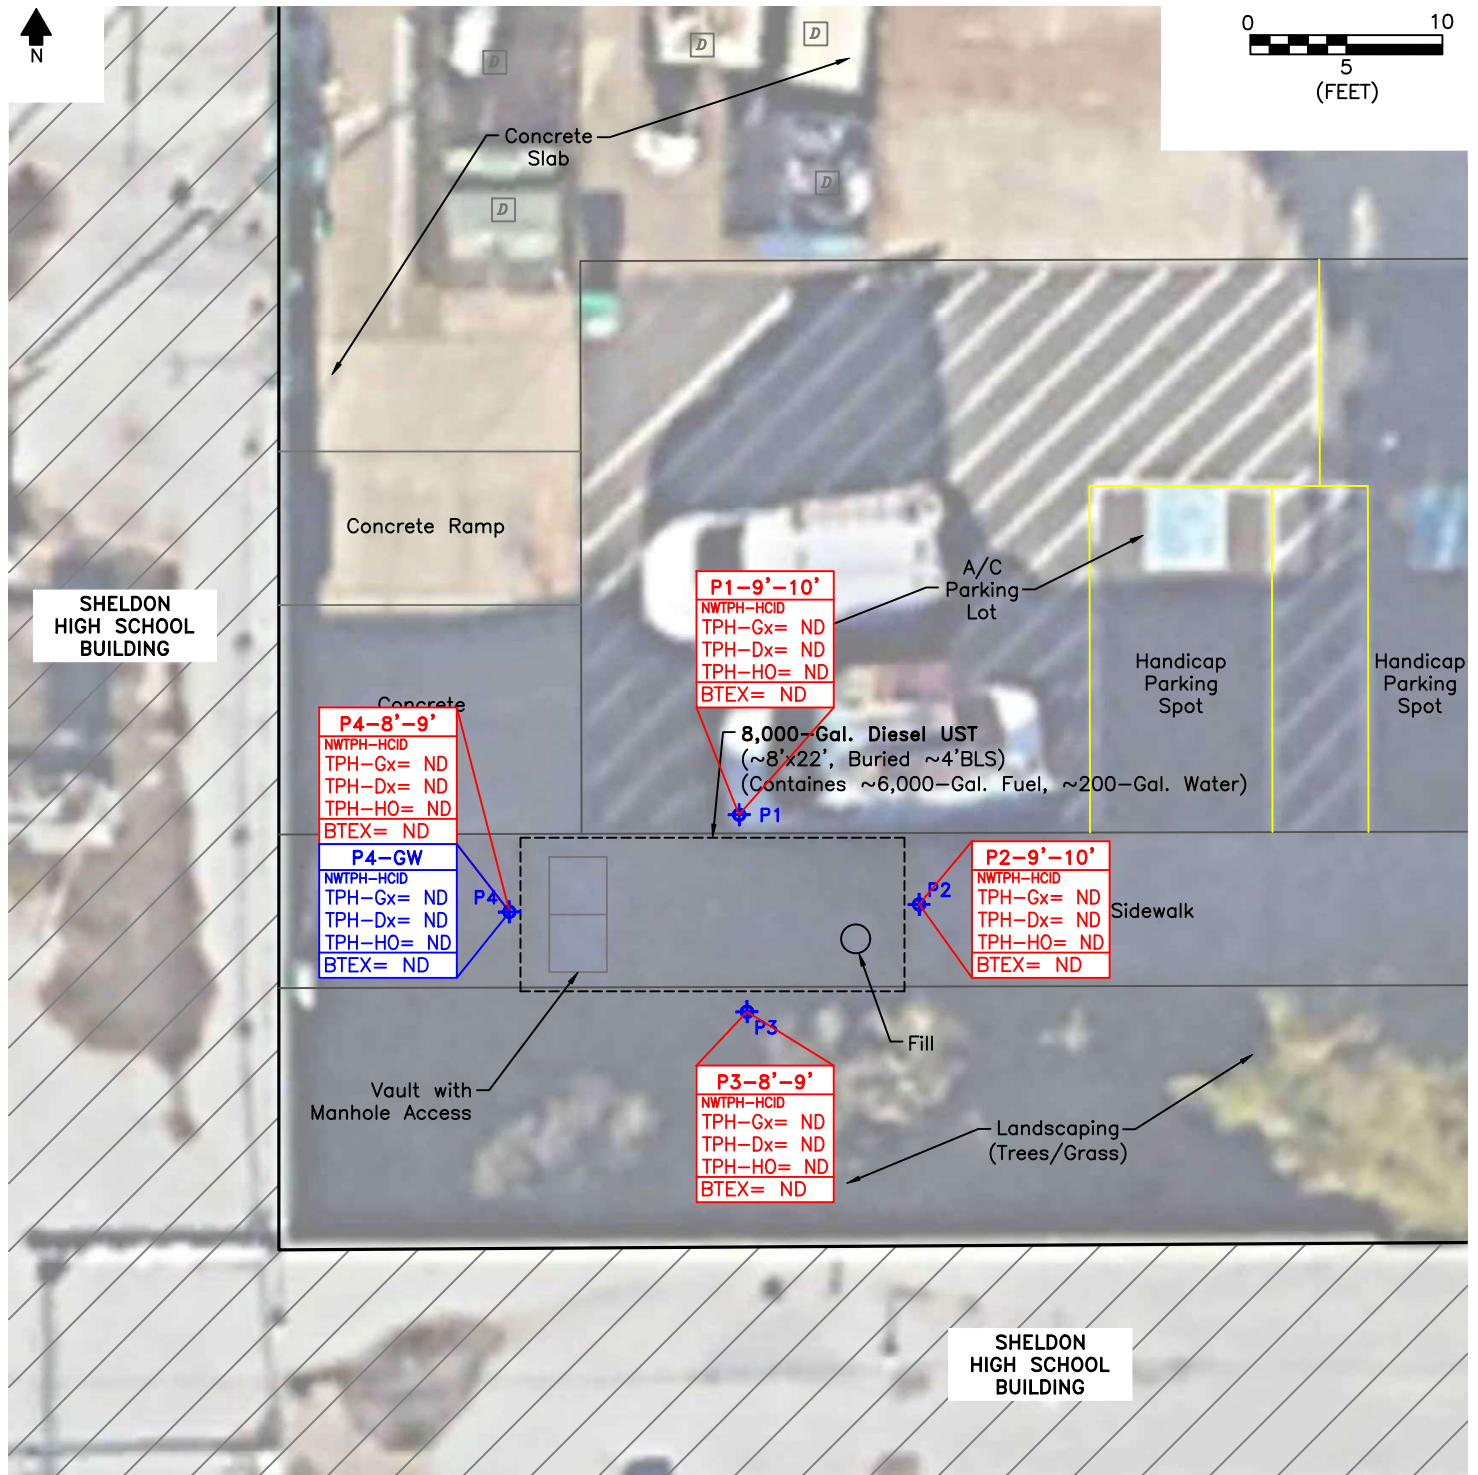 N
0 10
5
(FEET)
D
D
D
D
D
Concrete
Slab
Concrete Ramp
SHELDON
HIGH SCHOOL
BUILDING
A/C
Parking
Lot
Handicap
Parking
Spot
Handicap
Parking
Spot
Concrete
P1-9'-10'
NWTPH-HCID
TPH-Gx= ND
TPH-Dx= ND
TPH-HO= ND
BTEX= ND
P4-8'-9'
NWTPH-HCID
TPH-Gx= ND
TPH-Dx= ND
TPH-HO= ND
BTEX= ND
8,000-Gal. Diesel UST
(~8'x22', Buried ~4'BLS)
(Containes ~6,000-Gal. Fuel, ~200-Gal. Water)
P1
P4-GW
NWTPH-HCID
TPH-Gx= ND
TPH-Dx= ND
TPH-HO= ND
BTEX= ND
P4
P2
P2-9'-10'
NWTPH-HCID
TPH-Gx= ND
TPH-Dx= ND
TPH-HO= ND
BTEX= ND
Sidewalk
P3
Fill
Vault with
Manhole Access
P3-8'-9'
NWTPH-HCID
TPH-Gx= ND
TPH-Dx= ND
TPH-HO= ND
BTEX= ND
Landscaping
(Trees/Grass)
SHELDON
HIGH SCHOOL
BUILDING